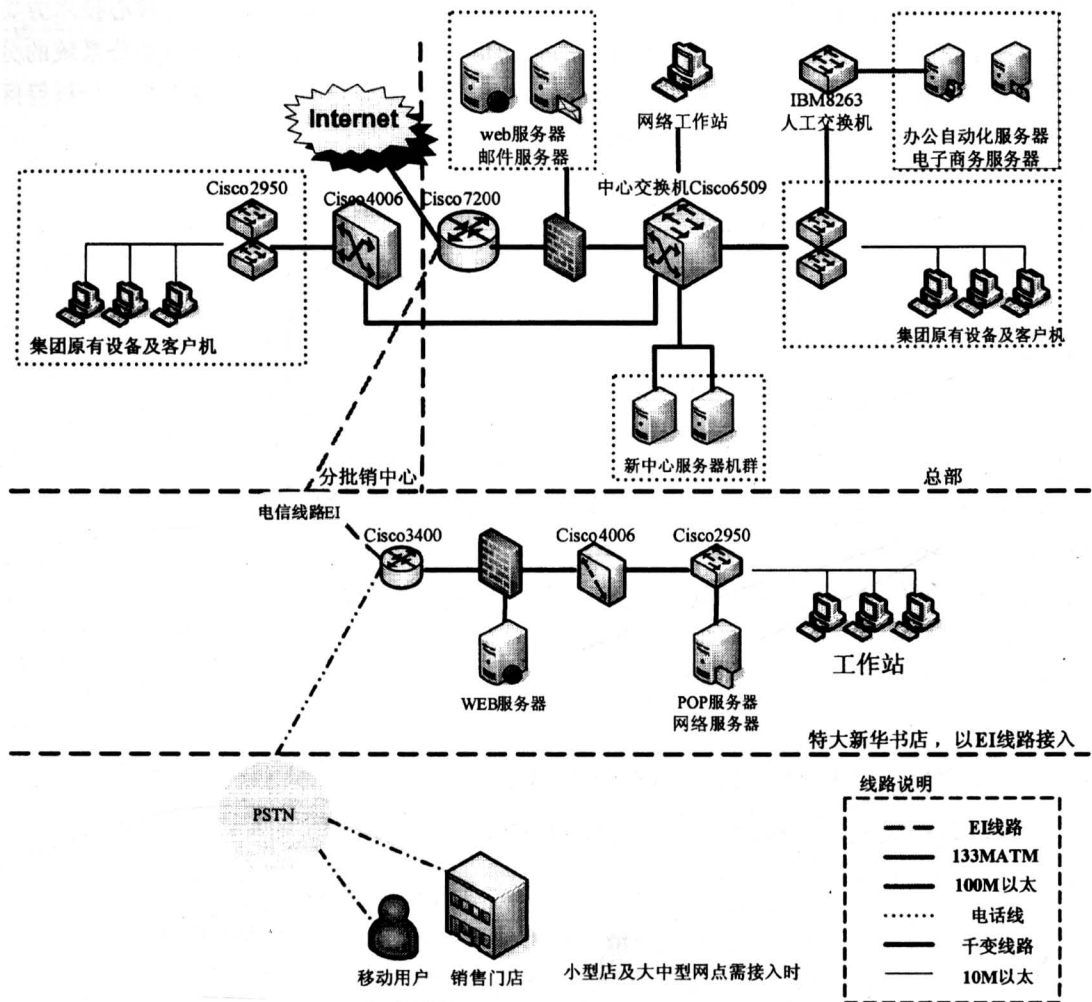 Internet
web服务器
邮件服务器
网络工作站
IBM8263
人工交换机
办公自动化服务器
电子商务服务器
Cisco2950
Cisco4006
Cisco7200
中心交换机Cisco6509
集团原有设备及客户机
集团原有设备及客户机
新中心服务器机群
分批销中心
总部
电信线路EI
Cisco3400
Cisco4006
Cisco2950
工作站
WEB服务器
POP服务器
网络服务器
特大新华书店，以EI线路接入
PSTN
移动用户
销售门店
小型店及大中型网点需接入时
线路说明
EI线路
133MATM
100M以太
电话线
千变线路
10M以太